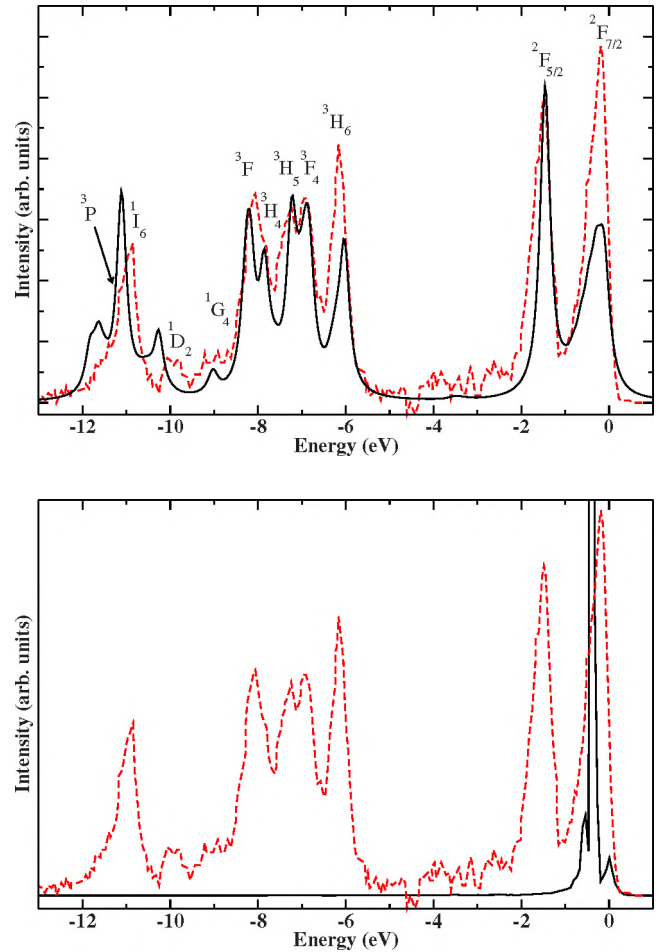 ²F₇/₂
²F₅/₂
³H₆
³F ³H₅ ³F₄
³P ¹I₆ ³H₄
¹G₄
¹D₂
Intensity (arb. units)
-12 -10 -8 -6 -4 -2 0
Energy (eV)
Intensity (arb. units)
-12 -10 -8 -6 -4 -2 0
Energy (eV)